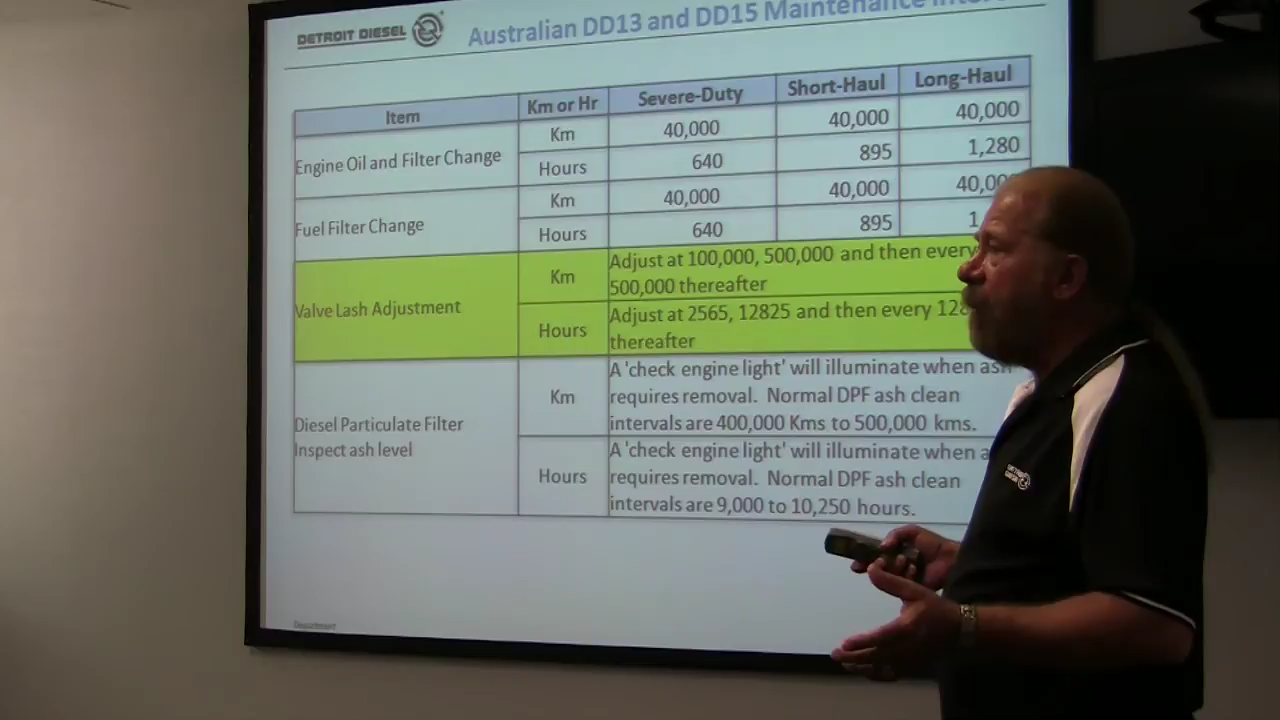 DETROIT DIESEL
Australian DD13 and DD15 Maintenance
Item Km or Hr Severe-Duty Short-Haul Long-Haul
Engine Oil and Filter Change
Km 40,000 40,000 40,000
Hours 640 895 1,280
Fuel Filter Change
Km 40,000 40,000
Hours 640 895
Valve Lash Adjustment
Km
Adjust at 100,000, 500,000 and then every
500,000 thereafter
Hours
Adjust at 2565, 12825 and then every
thereafter
Diesel Particulate Filter
Inspect ash level
Km
A 'check engine light' will illuminate when ash
requires removal. Normal DPF ash clean
intervals are 400,000 Kms to 500,000 kms.
Hours
A 'check engine light' will illuminate when
requires removal. Normal DPF ash clean
intervals are 9,000 to 10,250 hours.
Department
DETROIT
DIESEL